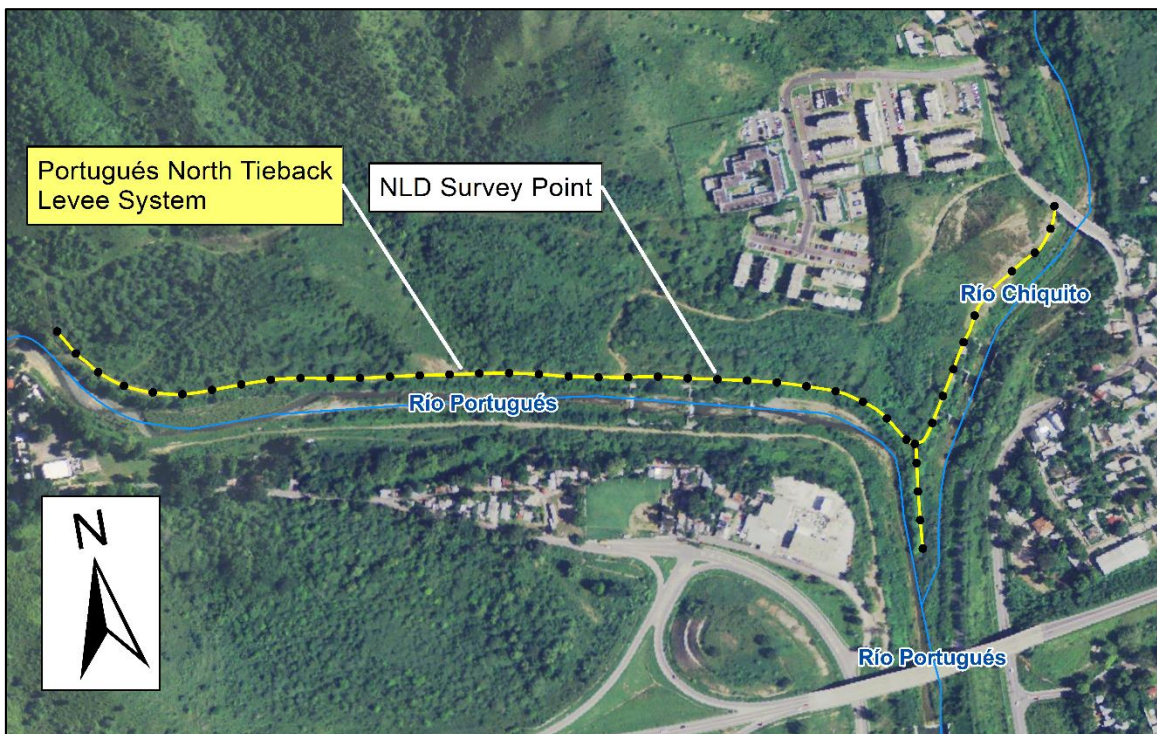 Portugués North Tieback
Levee System
NLD Survey Point
Río Chiquito
Río Portugués
Río Portugués
N